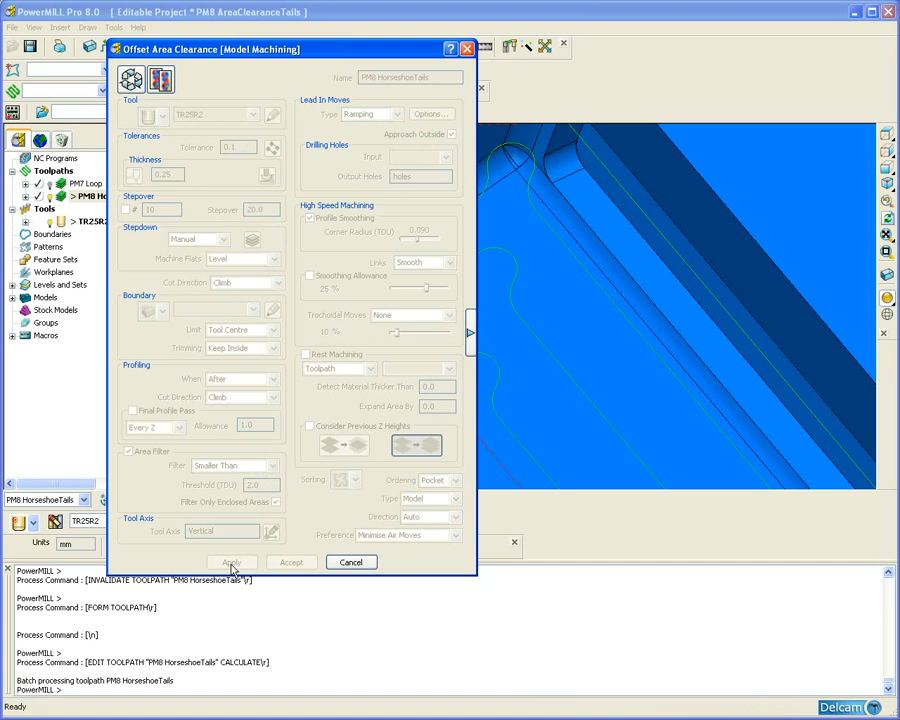 PowerMILL Pro 8.0 [ Editable Project * PM8 AreaClearanceTails ]
File View Insert Draw Tools Help
Offset Area Clearance [Model Machining]
Name PM8 HorseshoeTails
Tool
TR25R2
Tolerances
Tolerance 0.1
Thickness
0.25
Stepover
# 10 Stepover 20.0
Stepdown
Manual
Machine Flats Level
Cut Direction Climb
Boundary
Limit Tool Centre
Trimming Keep Inside
Profiling
When After
Cut Direction Climb
Final Profile Pass
Every Z Allowance 1.0
Area Filter
Filter Smaller Than
Threshold (TDU) 2.0
Filter Only Enclosed Areas
Tool Axis
Tool Axis Vertical
Lead In Moves
Type Ramping Options...
Approach Outside
Drilling Holes
Input
Output Holes holes
High Speed Machining
Profile Smoothing
Corner Radius (TDU) 0.090
Links Smooth
Smoothing Allowance
25 %
Trochoidal Moves None
10 %
Rest Machining
Toolpath
Detect Material Thicker Than 0.0
Expand Area By 0.0
Consider Previous Z Heights
Sorting Ordering Pocket
Type Model
Direction Auto
Preference Minimise Air Moves
Apply Accept Cancel
NC Programs
Toolpaths
PM7 Loop
> PM8 Ho
Tools
> TR25
Boundaries
Patterns
Feature Sets
Workplanes
Levels and Sets
Models
Stock Models
Groups
Macros
PM8 HorseshoeTails
TR25R2
Units mm
PowerMILL >
Process Command : [INVALIDATE TOOLPATH "PM8 HorseshoeTails"\r]
PowerMILL >
Process Command : [FORM TOOLPATH\r]
Process Command : [\n]
PowerMILL >
Process Command : [EDIT TOOLPATH "PM8 HorseshoeTails" CALCULATE\r]
Batch processing toolpath PM8 HorseshoeTails
PowerMILL >
Ready
Delcam